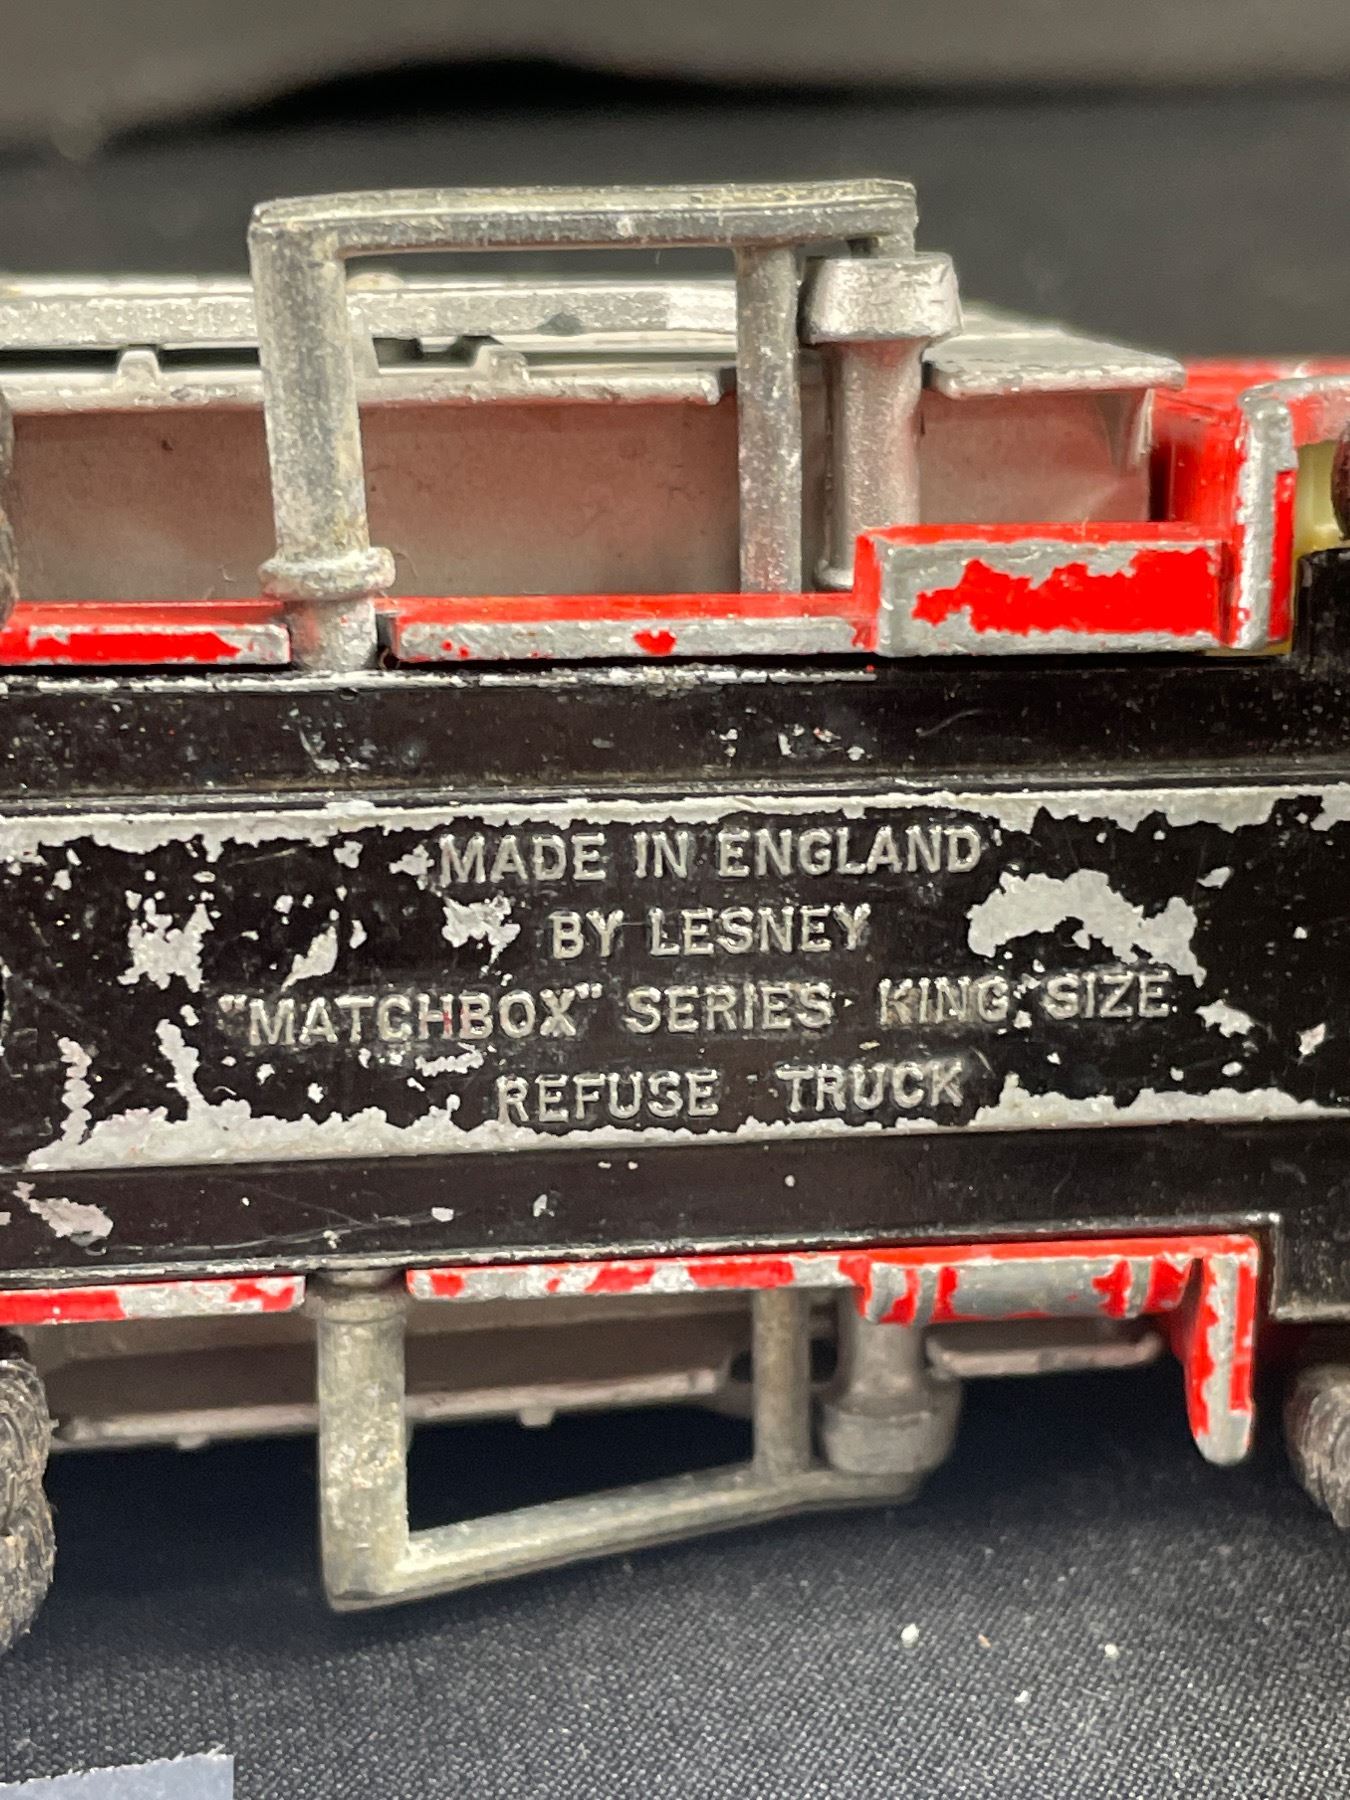 MADE IN ENGLAND
BY LESNEY
"MATCHBOX" SERIES KING SIZE
REFUSE TRUCK